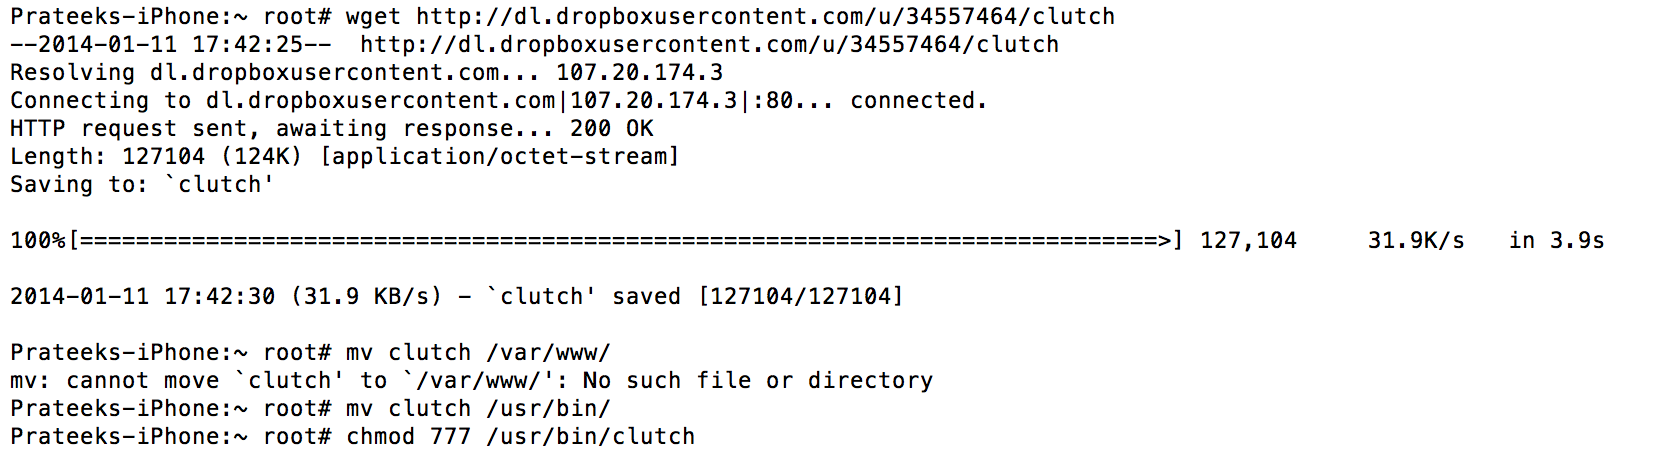 Prateeks-iPhone:~ root# wget http://dl.dropboxusercontent.com/u/34557464/clutch
--2014-01-11 17:42:25--  http://dl.dropboxusercontent.com/u/34557464/clutch
Resolving dl.dropboxusercontent.com... 107.20.174.3
Connecting to dl.dropboxusercontent.com|107.20.174.3|:80... connected.
HTTP request sent, awaiting response... 200 OK
Length: 127104 (124K) [application/octet-stream]
Saving to: `clutch'
100%[=============================================================================>] 127,104     31.9K/s   in 3.9s
2014-01-11 17:42:30 (31.9 KB/s) - `clutch' saved [127104/127104]
Prateeks-iPhone:~ root# mv clutch /var/www/
mv: cannot move `clutch' to `/var/www/': No such file or directory
Prateeks-iPhone:~ root# mv clutch /usr/bin/
Prateeks-iPhone:~ root# chmod 777 /usr/bin/clutch